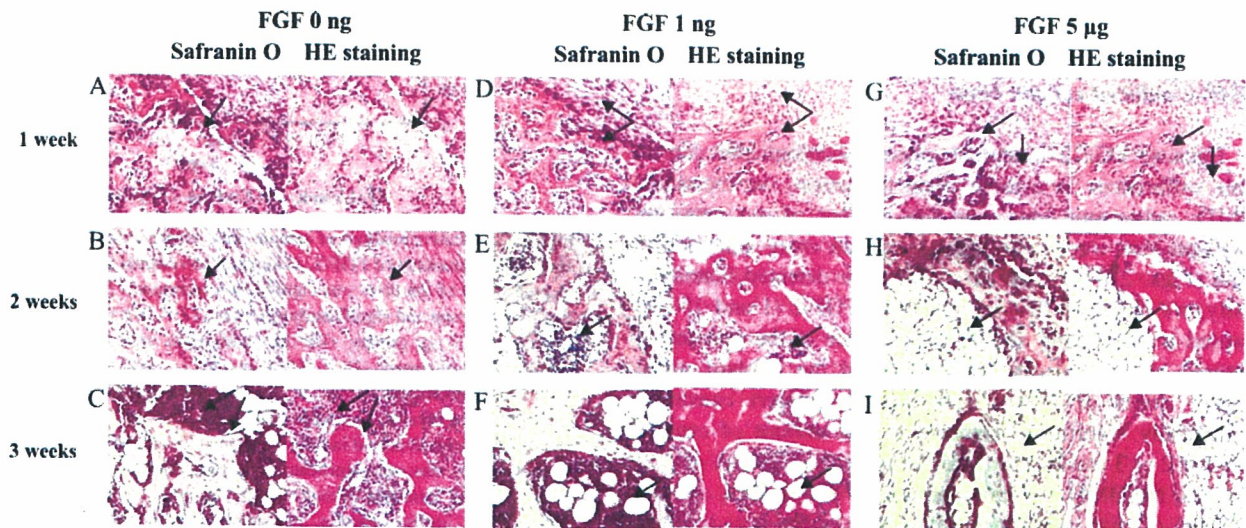 FGF 0 ng FGF 1 ng FGF 5 µg
Safranin O HE staining Safranin O HE staining Safranin O HE staining
1 week A D G
2 weeks B E H
3 weeks C F I